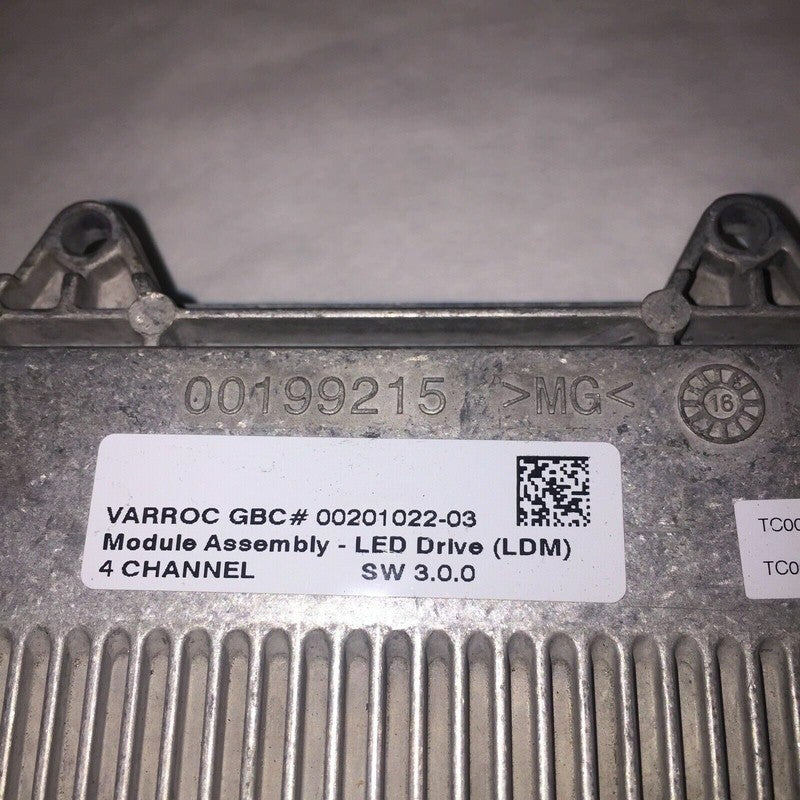 00199215 >MG< 16
VARROC GBC# 00201022-03
Module Assembly - LED Drive (LDM)
4 CHANNEL SW 3.0.0